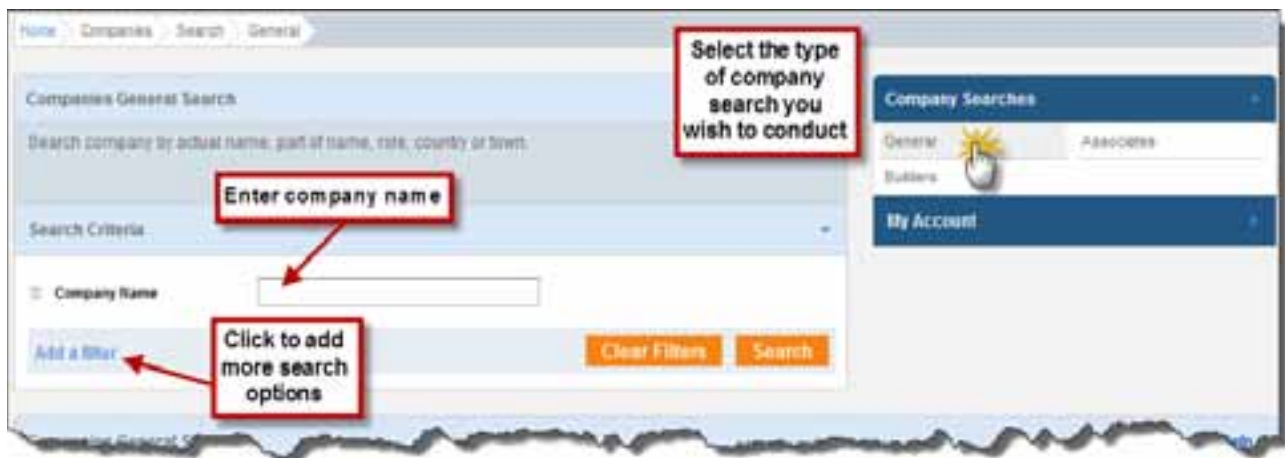 Home Companies Search General
Select the type
of company
search you
wish to conduct
Companies General Search
Search company by actual name, part of name, role, country or town.
Enter company name
Search Criteria
Company Name
Add a filter
Click to add
more search
options
Clear Filters Search
Company Searches
General Associates
Builders
My Account
Companies General